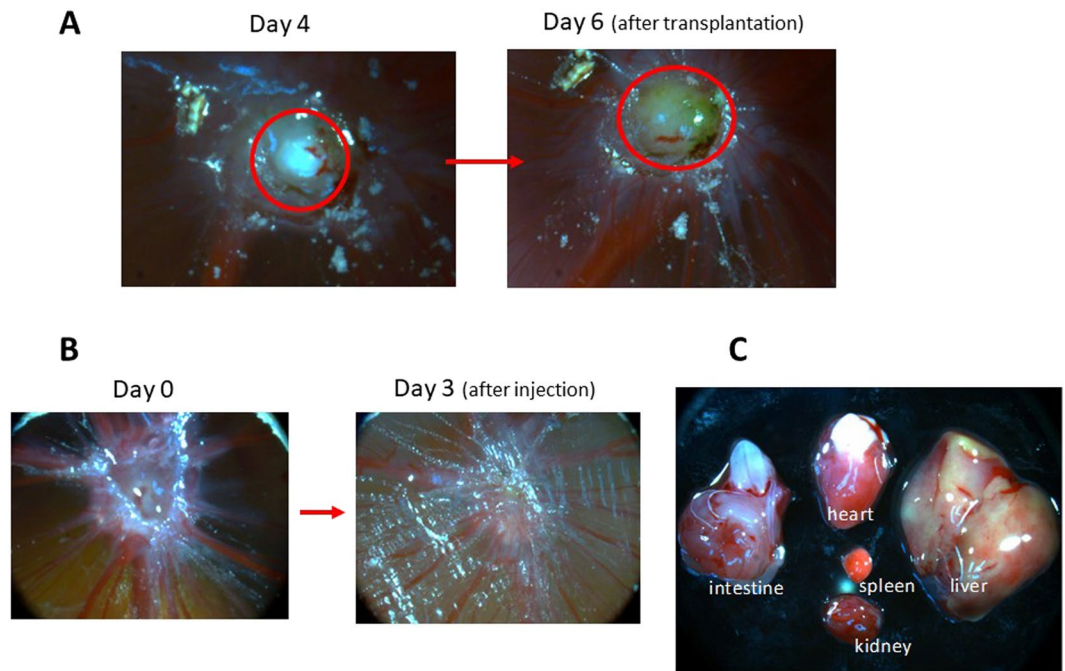 A
Day 4
Day 6 (after transplantation)
B
Day 0
Day 3 (after injection)
C
heart
intestine
spleen
liver
kidney